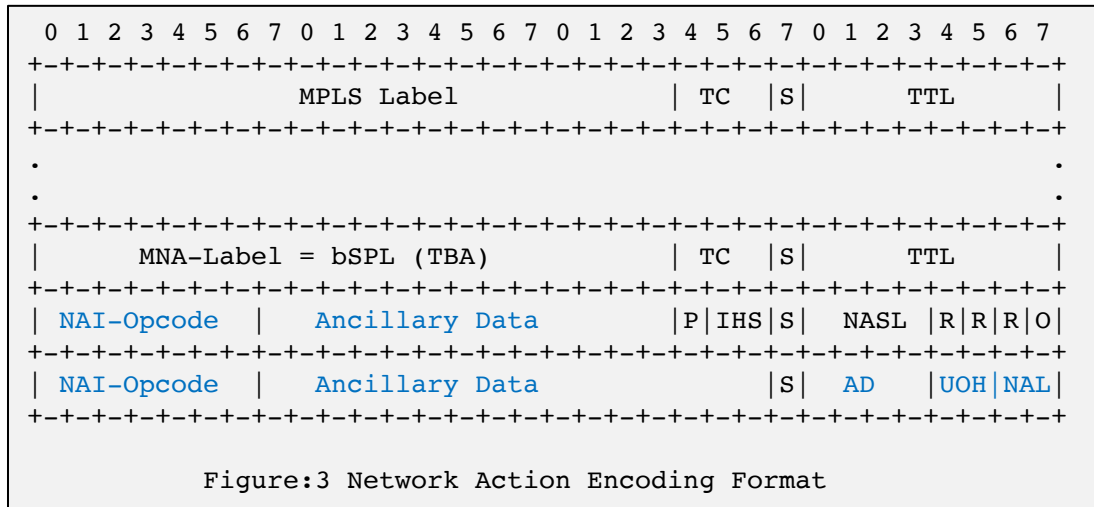 0 1 2 3 4 5 6 7 0 1 2 3 4 5 6 7 0 1 2 3 4 5 6 7 0 1 2 3 4 5 6 7
+-+-+-+-+-+-+-+-+-+-+-+-+-+-+-+-+-+-+-+-+-+-+-+-+-+-+-+-+-+-+-+-+
|                 MPLS Label              | TC  |S|      TTL      |
+-+-+-+-+-+-+-+-+-+-+-+-+-+-+-+-+-+-+-+-+-+-+-+-+-+-+-+-+-+-+-+-+
.                                                               .
.                                                               .
+-+-+-+-+-+-+-+-+-+-+-+-+-+-+-+-+-+-+-+-+-+-+-+-+-+-+-+-+-+-+-+-+
|       MNA-Label = bSPL (TBA)            | TC  |S|      TTL      |
+-+-+-+-+-+-+-+-+-+-+-+-+-+-+-+-+-+-+-+-+-+-+-+-+-+-+-+-+-+-+-+-+
| NAI-Opcode  |   Ancillary Data        |P|IHS|S|  NASL |R|R|R|O|
+-+-+-+-+-+-+-+-+-+-+-+-+-+-+-+-+-+-+-+-+-+-+-+-+-+-+-+-+-+-+-+-+
| NAI-Opcode  |   Ancillary Data              |S|  AD   |UOH|NAL|
+-+-+-+-+-+-+-+-+-+-+-+-+-+-+-+-+-+-+-+-+-+-+-+-+-+-+-+-+-+-+-+-+
Figure:3 Network Action Encoding Format